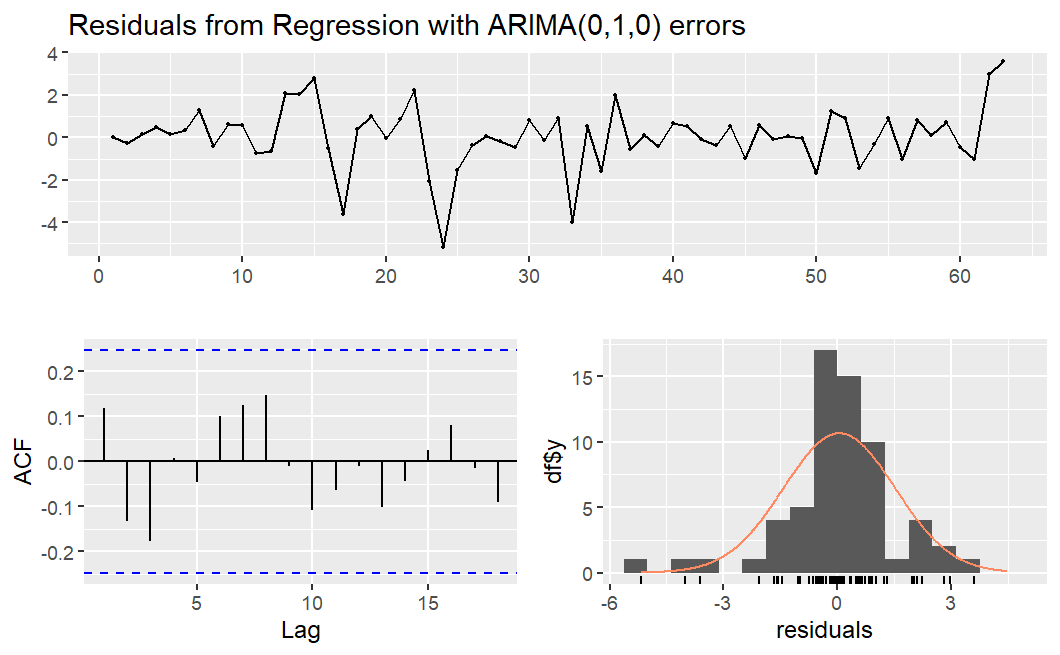 Residuals from Regression with ARIMA(0,1,0) errors
4
2
0
-2
-4
0 10 20 30 40 50 60
ACF
0.2
0.1
0.0
-0.1
-0.2
5 10 15
Lag
df$y
15
10
5
0
-6 -3 0 3
residuals